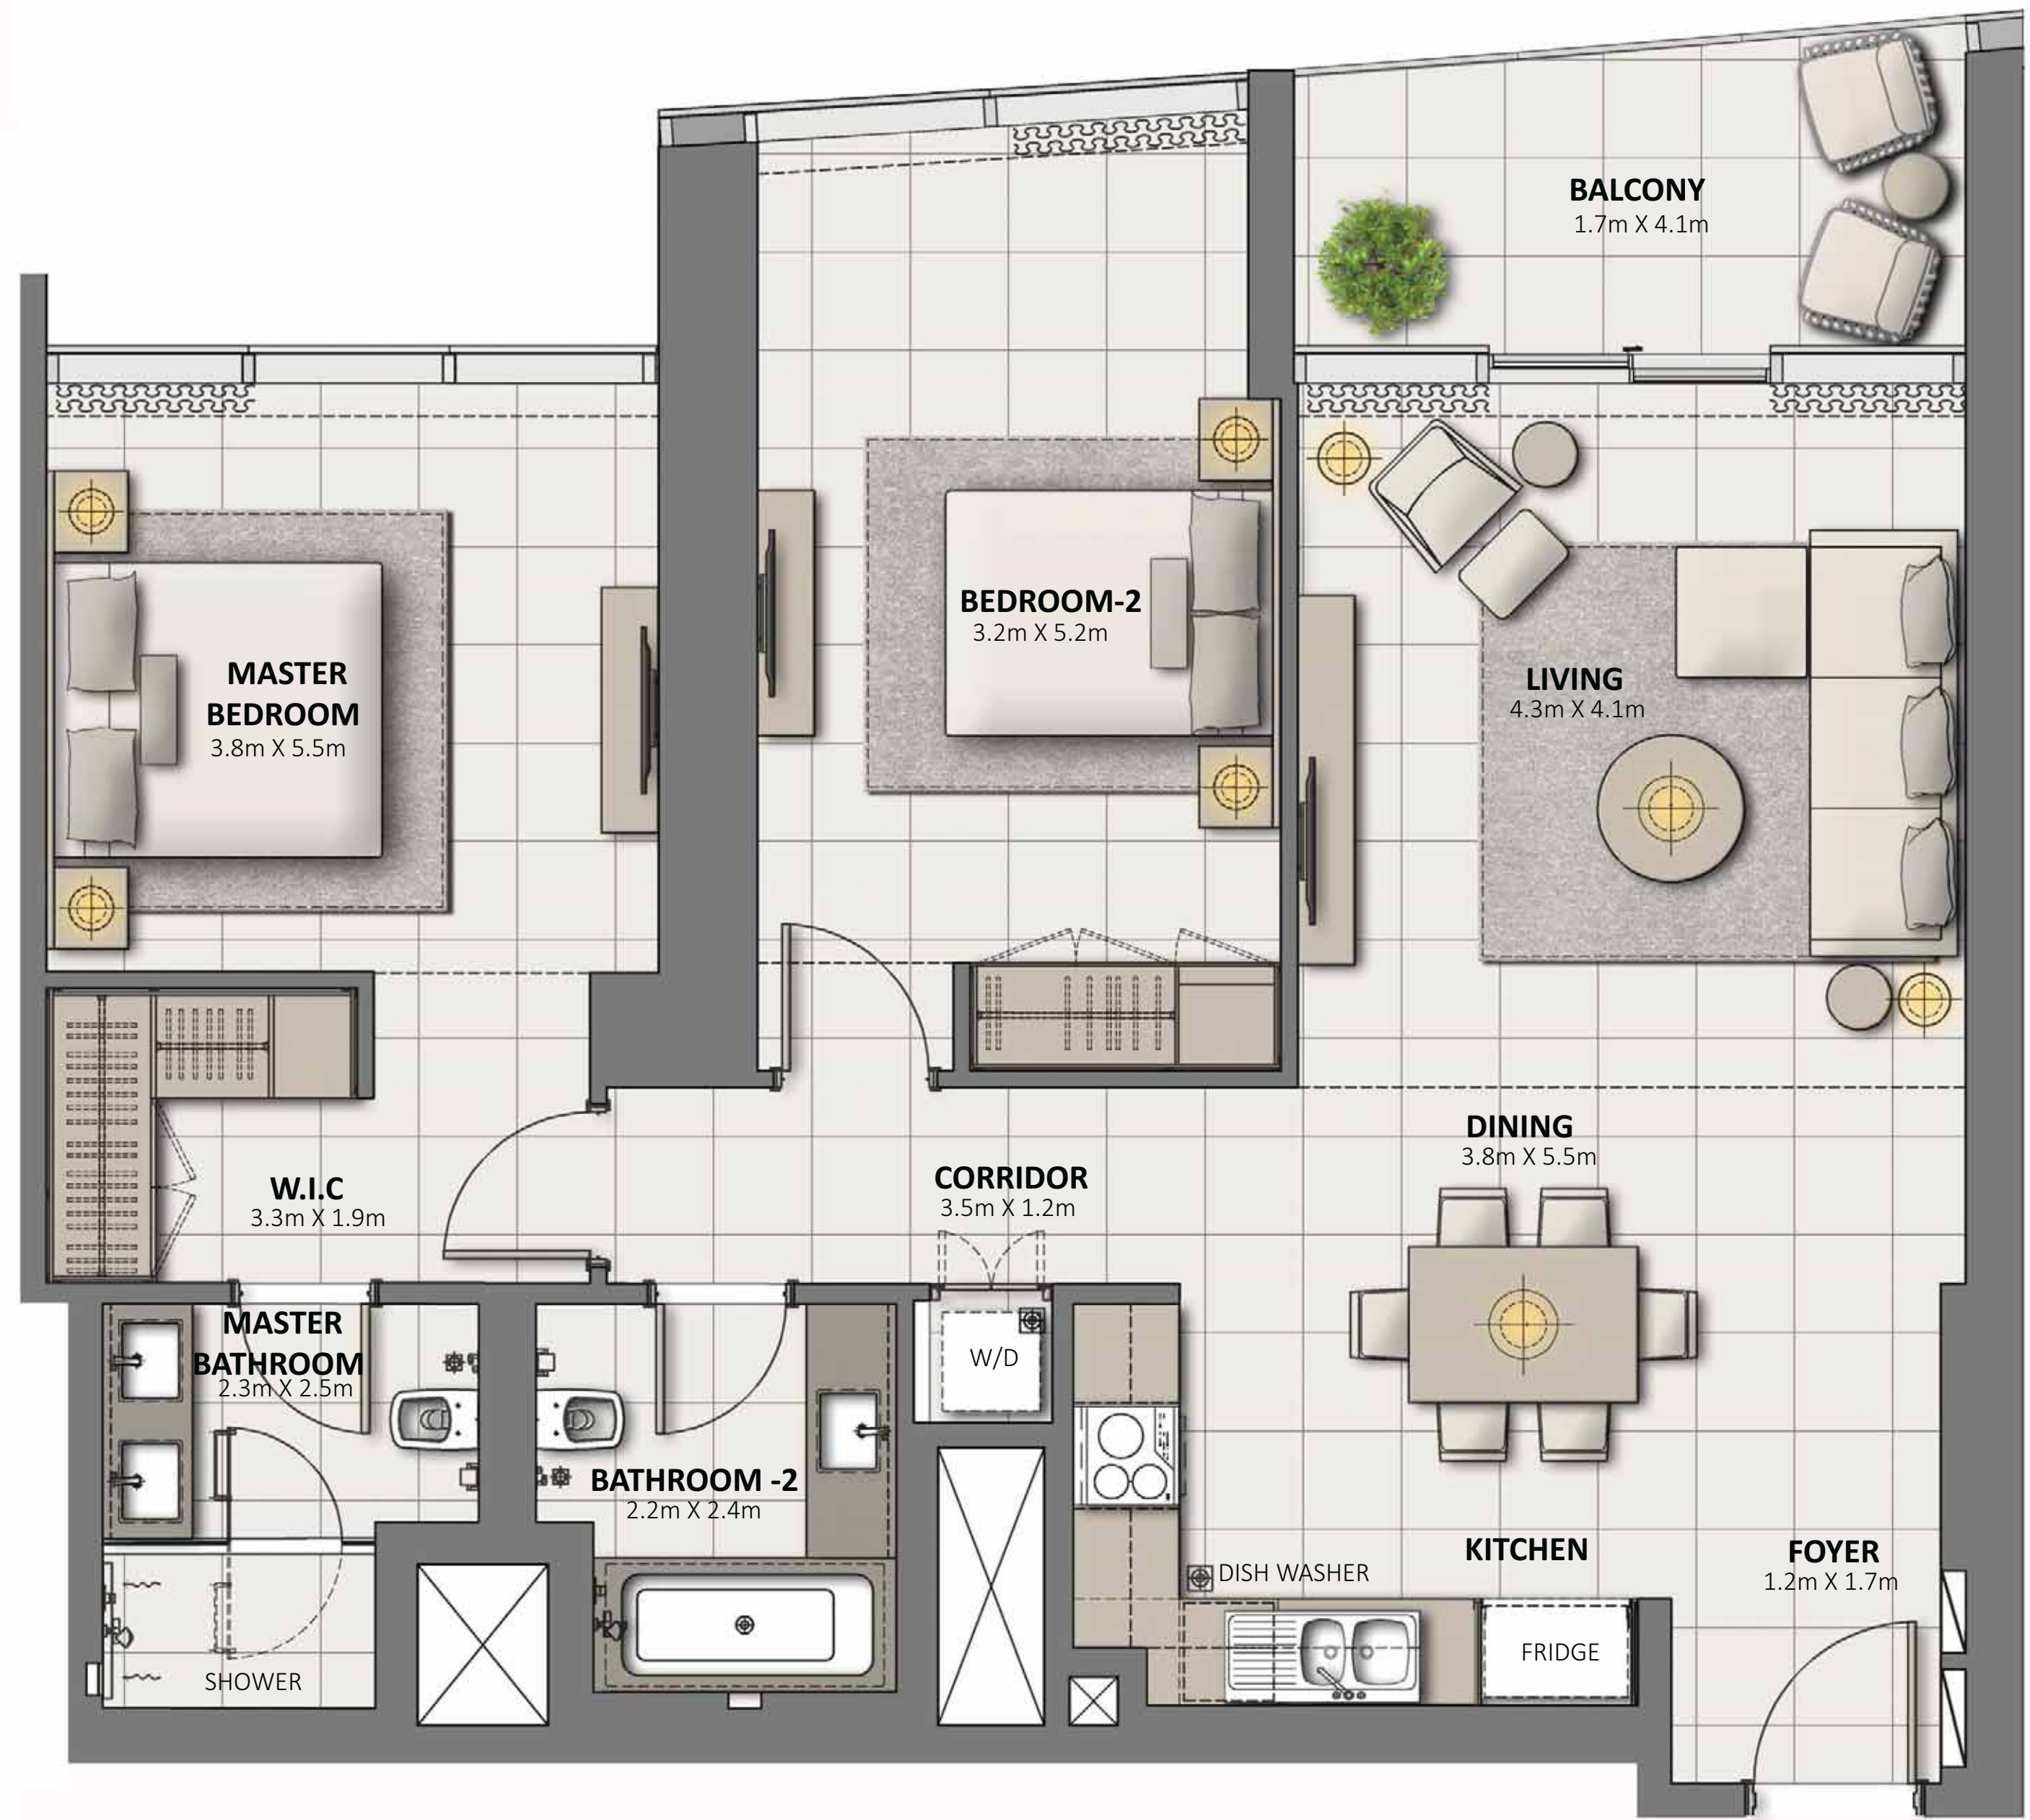 BALCONY
1.7m X 4.1m
BEDROOM-2
3.2m X 5.2m
MASTER
BEDROOM
3.8m X 5.5m
LIVING
4.3m X 4.1m
DINING
3.8m X 5.5m
CORRIDOR
3.5m X 1.2m
W.I.C
3.3m X 1.9m
MASTER
BATHROOM
2.3m X 2.5m
W/D
BATHROOM -2
2.2m X 2.4m
KITCHEN
FOYER
1.2m X 1.7m
DISH WASHER
FRIDGE
SHOWER